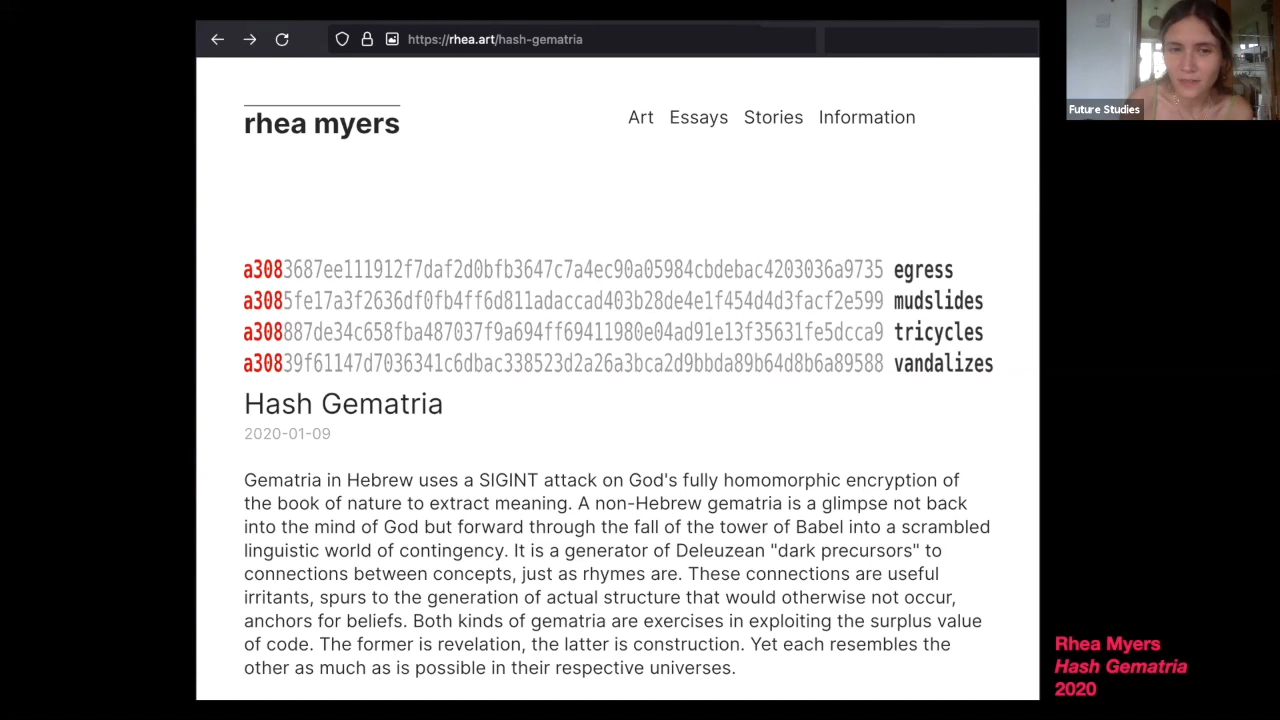 https://rhea.art/hash-gematria
Future Studies
rhea myers
Art Essays Stories Information
a3083687ee111912f7daf2d0bfb3647c7a4ec90a05984cbdebac4203036a9735 egress
a3085fe17a3f2636df0fb4ff6d811adaccad403b28de4e1f454d4d3facf2e599 mudslides
a308887de34c658fba487037f9a694ff69411980e04ad91e13f35631fe5dcca9 tricycles
a30839f61147d7036341c6dbac338523d2a26a3bca2d9bbda89b64d8b6a89588 vandalizes
Hash Gematria
2020-01-09
Gematria in Hebrew uses a SIGINT attack on God's fully homomorphic encryption of
the book of nature to extract meaning. A non-Hebrew gematria is a glimpse not back
into the mind of God but forward through the fall of the tower of Babel into a scrambled
linguistic world of contingency. It is a generator of Deleuzean "dark precursors" to
connections between concepts, just as rhymes are. These connections are useful
irritants, spurs to the generation of actual structure that would otherwise not occur,
anchors for beliefs. Both kinds of gematria are exercises in exploiting the surplus value
of code. The former is revelation, the latter is construction. Yet each resembles the
other as much as is possible in their respective universes.
Rhea Myers
Hash Gematria
2020